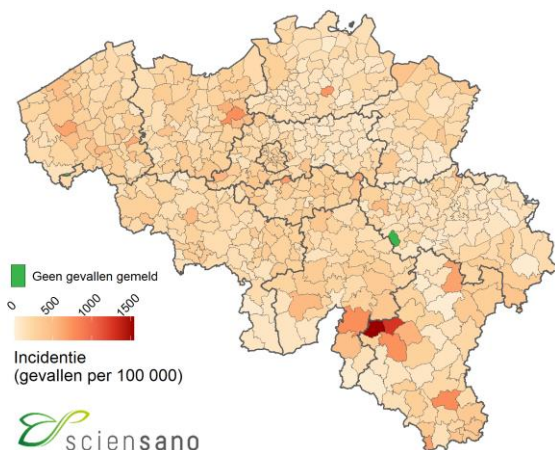 Geen gevallen gemeld
0 500 1000 1500
Incidentie
(gevallen per 100 000)
sciensano